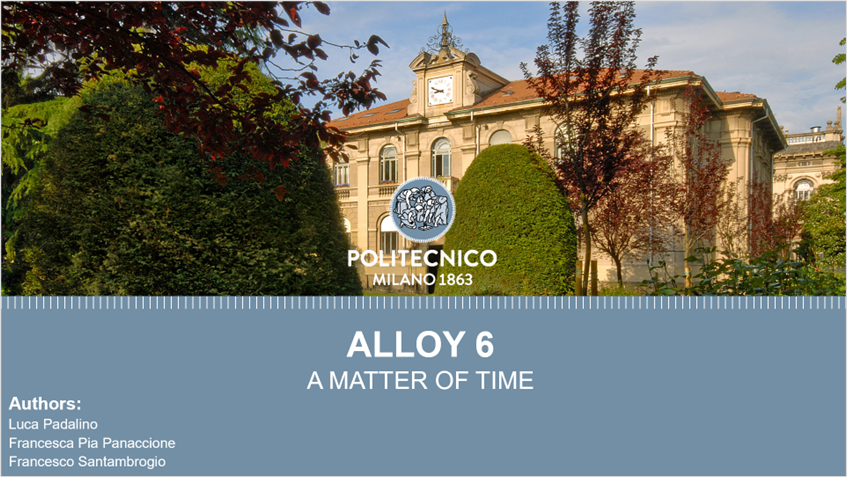 POLITECNICO
MILANO 1863
ALLOY 6
A MATTER OF TIME
Authors:
Luca Padalino
Francesca Pia Panaccione
Francesco Santambrogio